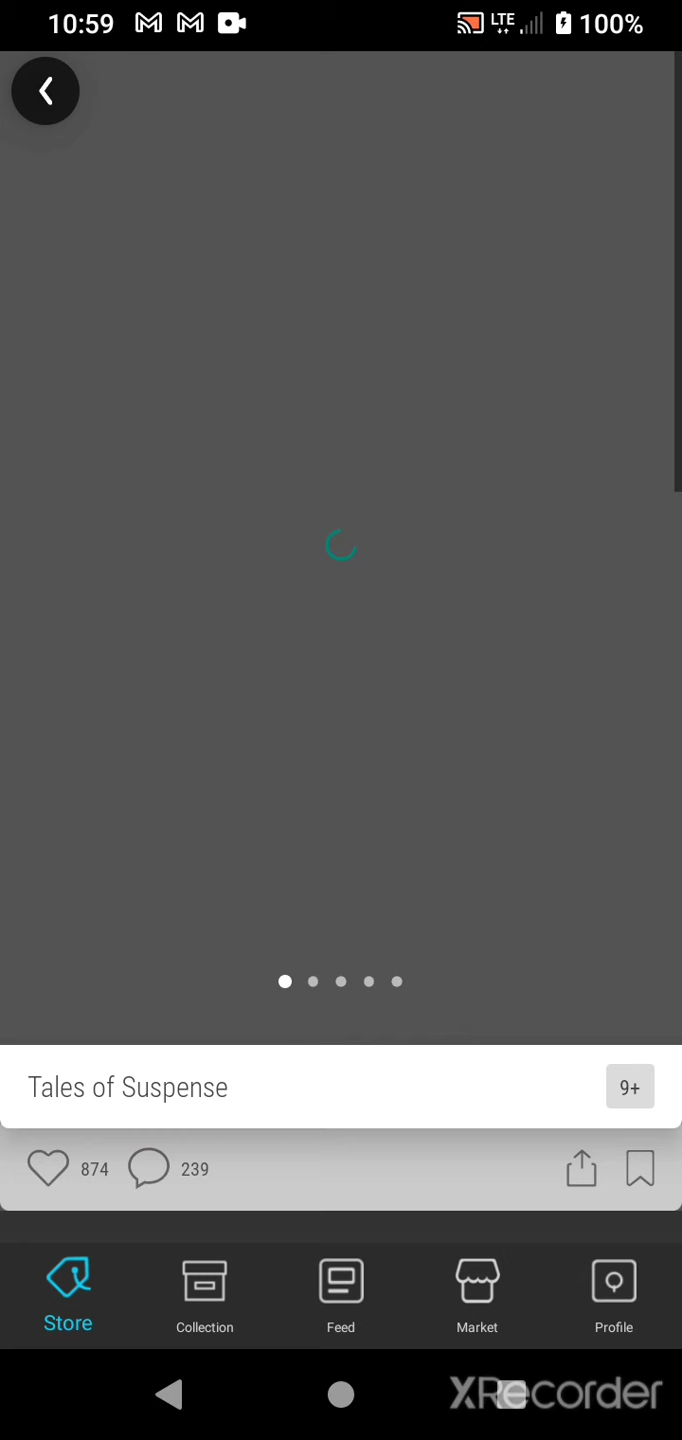 10:59 LTE 100%
Tales of Suspense 9+
874 239
Store Collection Feed Market Profile
XRecorder